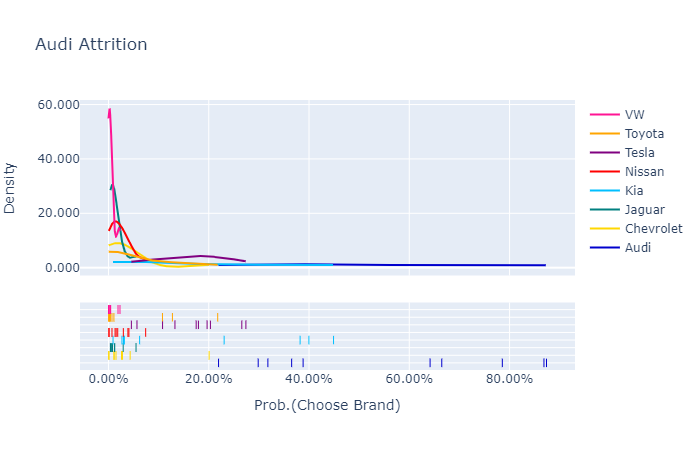 Audi Attrition
60.000
40.000
20.000
0.000
Density
VW
Toyota
Tesla
Nissan
Kia
Jaguar
Chevrolet
Audi
0.00%
20.00%
40.00%
60.00%
80.00%
Prob.(Choose Brand)